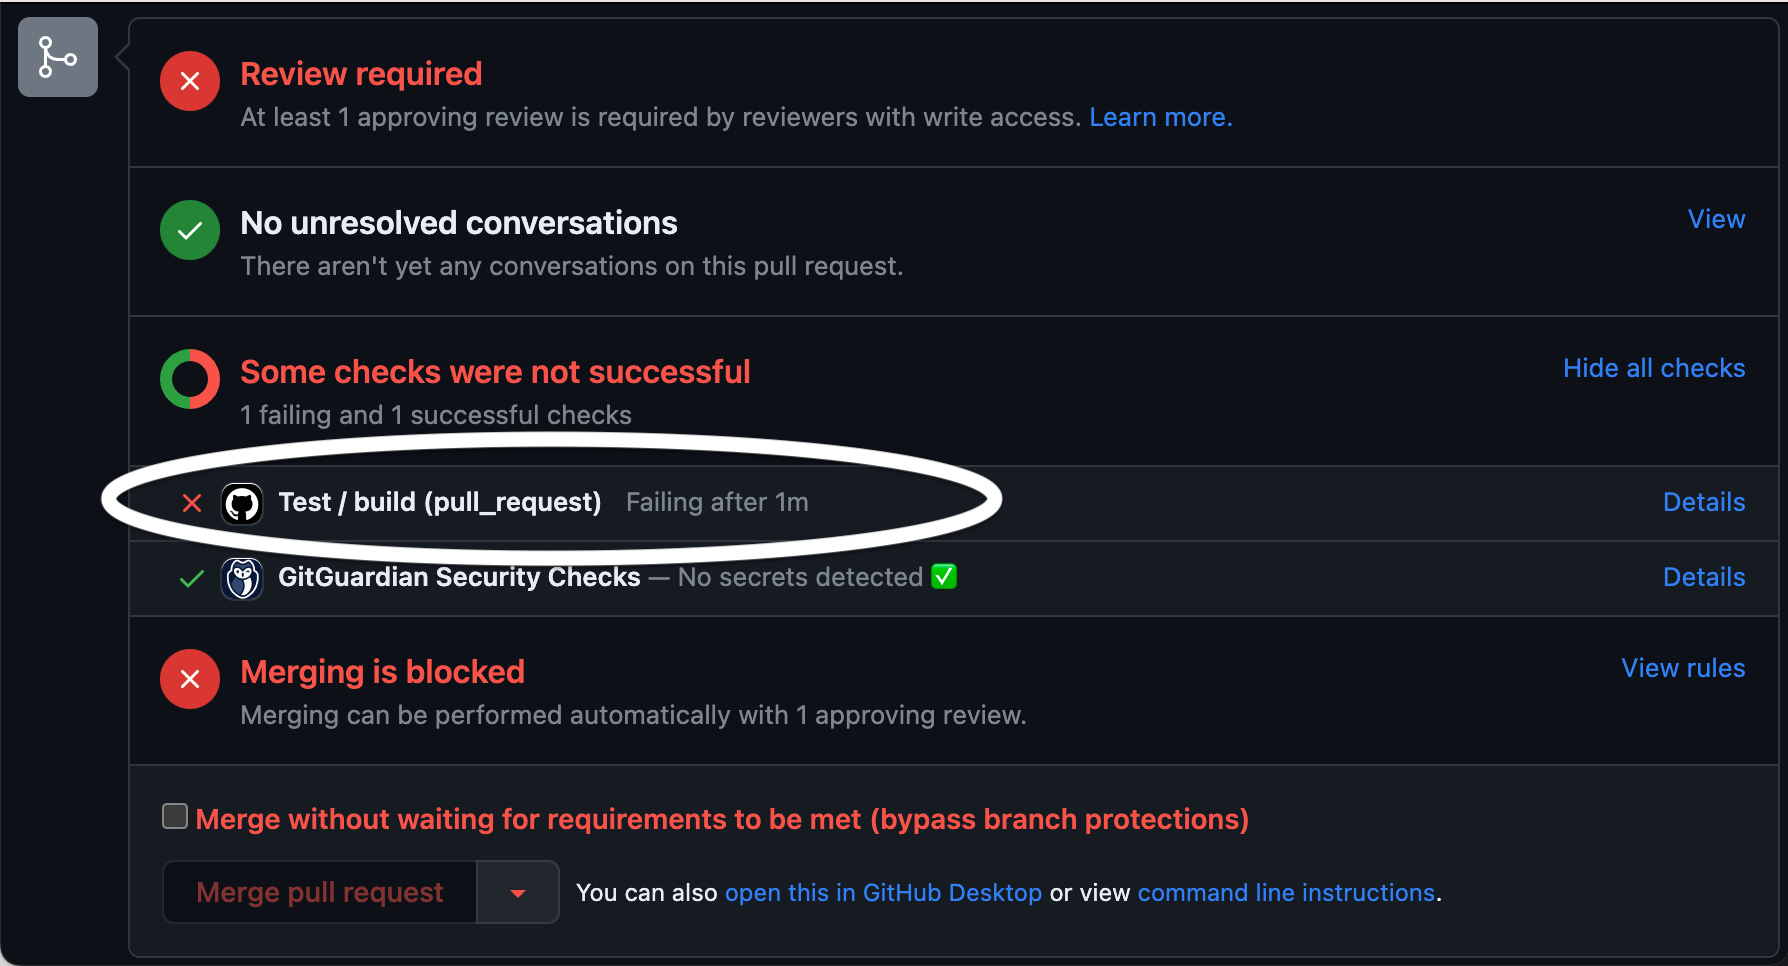 Review required
At least 1 approving review is required by reviewers with write access. Learn more.
No unresolved conversations
View
There aren't yet any conversations on this pull request.
Some checks were not successful
Hide all checks
1 failing and 1 successful checks
Test / build (pull_request) Failing after 1m
Details
GitGuardian Security Checks — No secrets detected ✅
Details
Merging is blocked
View rules
Merging can be performed automatically with 1 approving review.
Merge without waiting for requirements to be met (bypass branch protections)
Merge pull request
You can also open this in GitHub Desktop or view command line instructions.